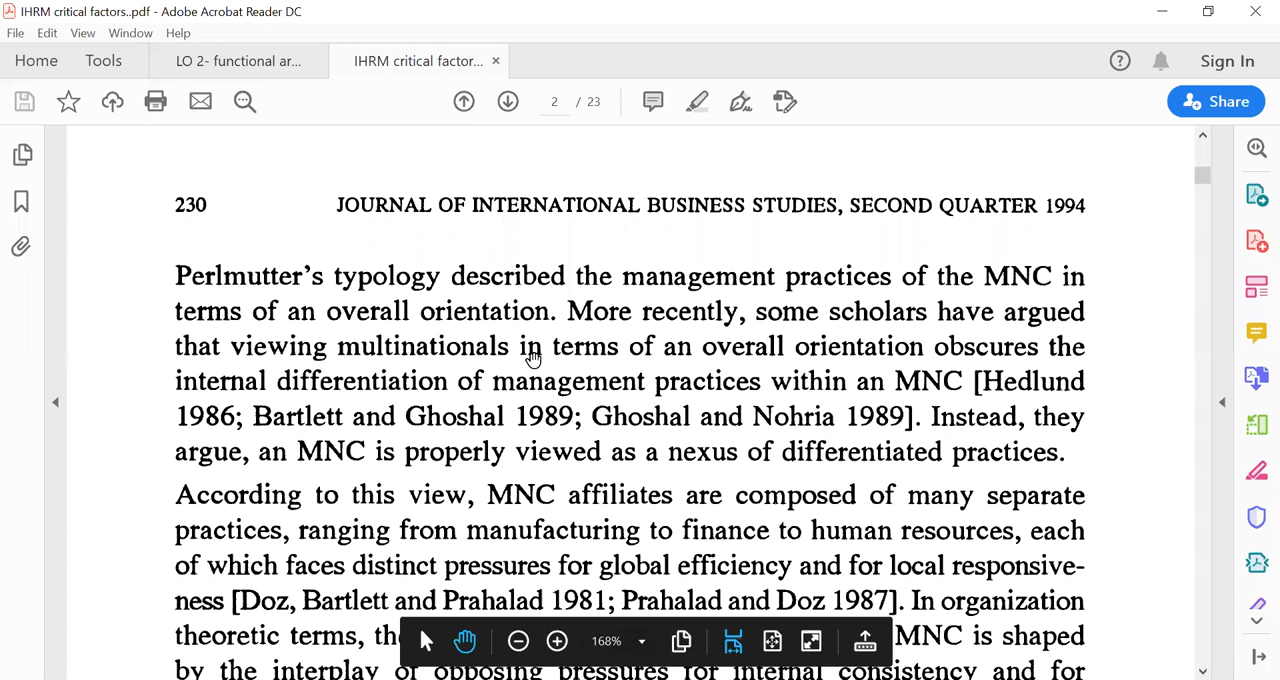 IHRM critical factors..pdf - Adobe Acrobat Reader DC
File Edit View Window Help
Home Tools LO 2- functional ar... IHRM critical factor... × Sign In
2 / 23 Share
230 JOURNAL OF INTERNATIONAL BUSINESS STUDIES, SECOND QUARTER 1994
Perlmutter's typology described the management practices of the MNC in
terms of an overall orientation. More recently, some scholars have argued
that viewing multinationals in terms of an overall orientation obscures the
internal differentiation of management practices within an MNC [Hedlund
1986; Bartlett and Ghoshal 1989; Ghoshal and Nohria 1989]. Instead, they
argue, an MNC is properly viewed as a nexus of differentiated practices.
According to this view, MNC affiliates are composed of many separate
practices, ranging from manufacturing to finance to human resources, each
of which faces distinct pressures for global efficiency and for local responsive-
ness [Doz, Bartlett and Prahalad 1981; Prahalad and Doz 1987]. In organization
theoretic terms, MNC is shaped
168%
by the interplay of opposing pressures for internal consistency and for